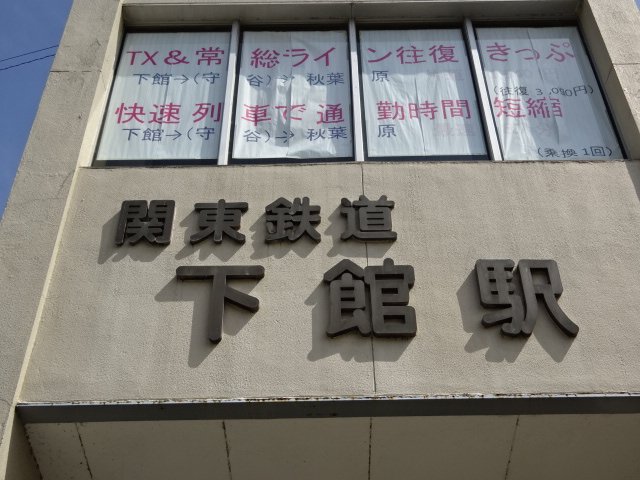 TX＆常総ライン往復きっぷ
下館→(守谷)→秋葉原 (往復3,090円)
快速列車で通勤時間短縮
下館→(守谷)→秋葉原 (乗換1回)
関東鉄道
下館駅